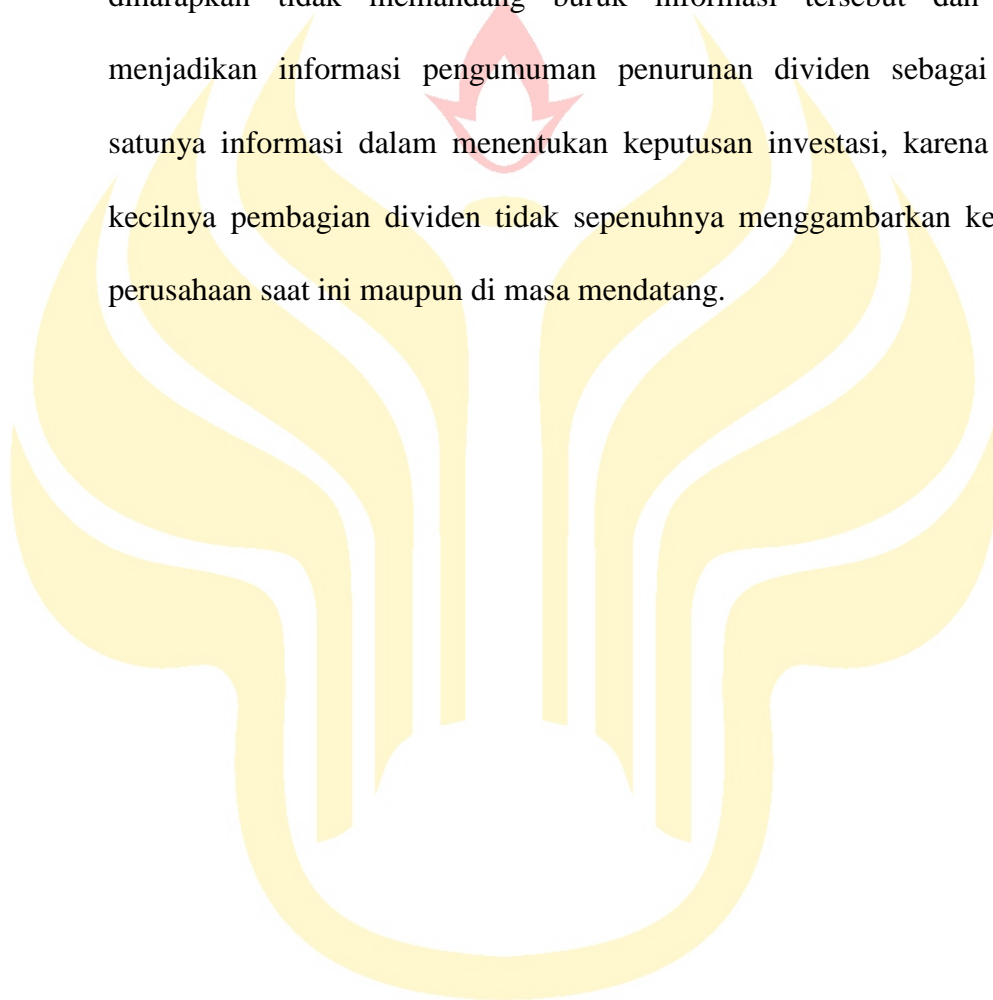 diharapkan tidak memandang buruk informasi tersebut dan
menjadikan informasi pengumuman penurunan dividen sebagai
satunya informasi dalam menentukan keputusan investasi, karena
kecilnya pembagian dividen tidak sepenuhnya menggambarkan ke
perusahaan saat ini maupun di masa mendatang.